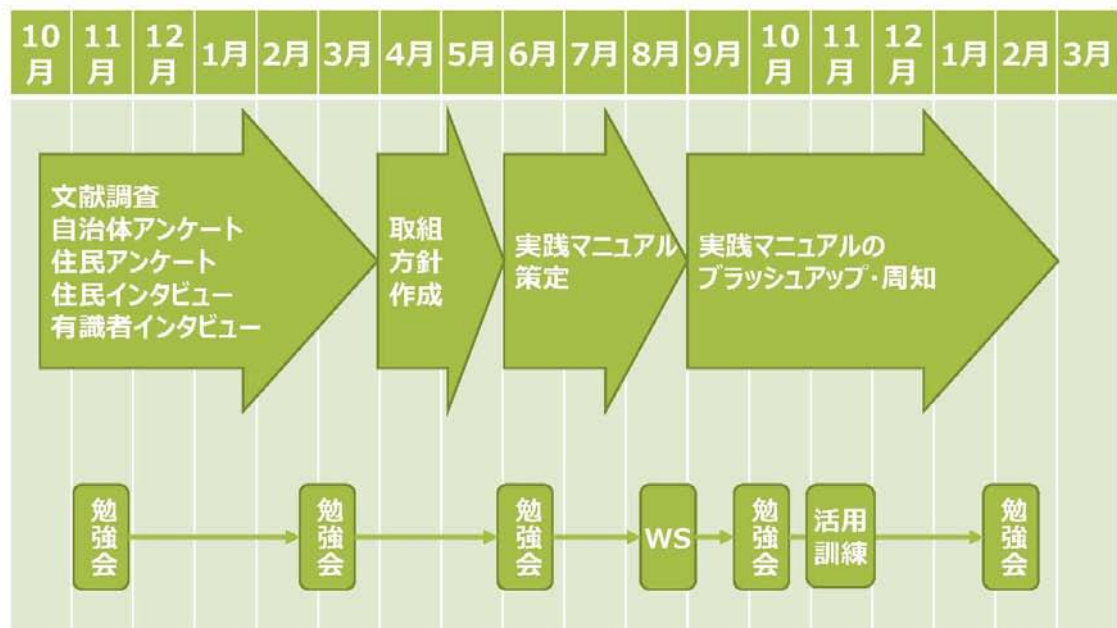 10月
11月
12月
1月
2月
3月
4月
5月
6月
7月
8月
9月
10月
11月
12月
1月
2月
3月
文献調査
自治体アンケート
住民アンケート
住民インタビュー
有識者インタビュー
取組
方針
作成
実践マニュアル
策定
実践マニュアルの
ブラッシュアップ・周知
勉強会
勉強会
勉強会
WS
勉強会
活用
訓練
勉強会